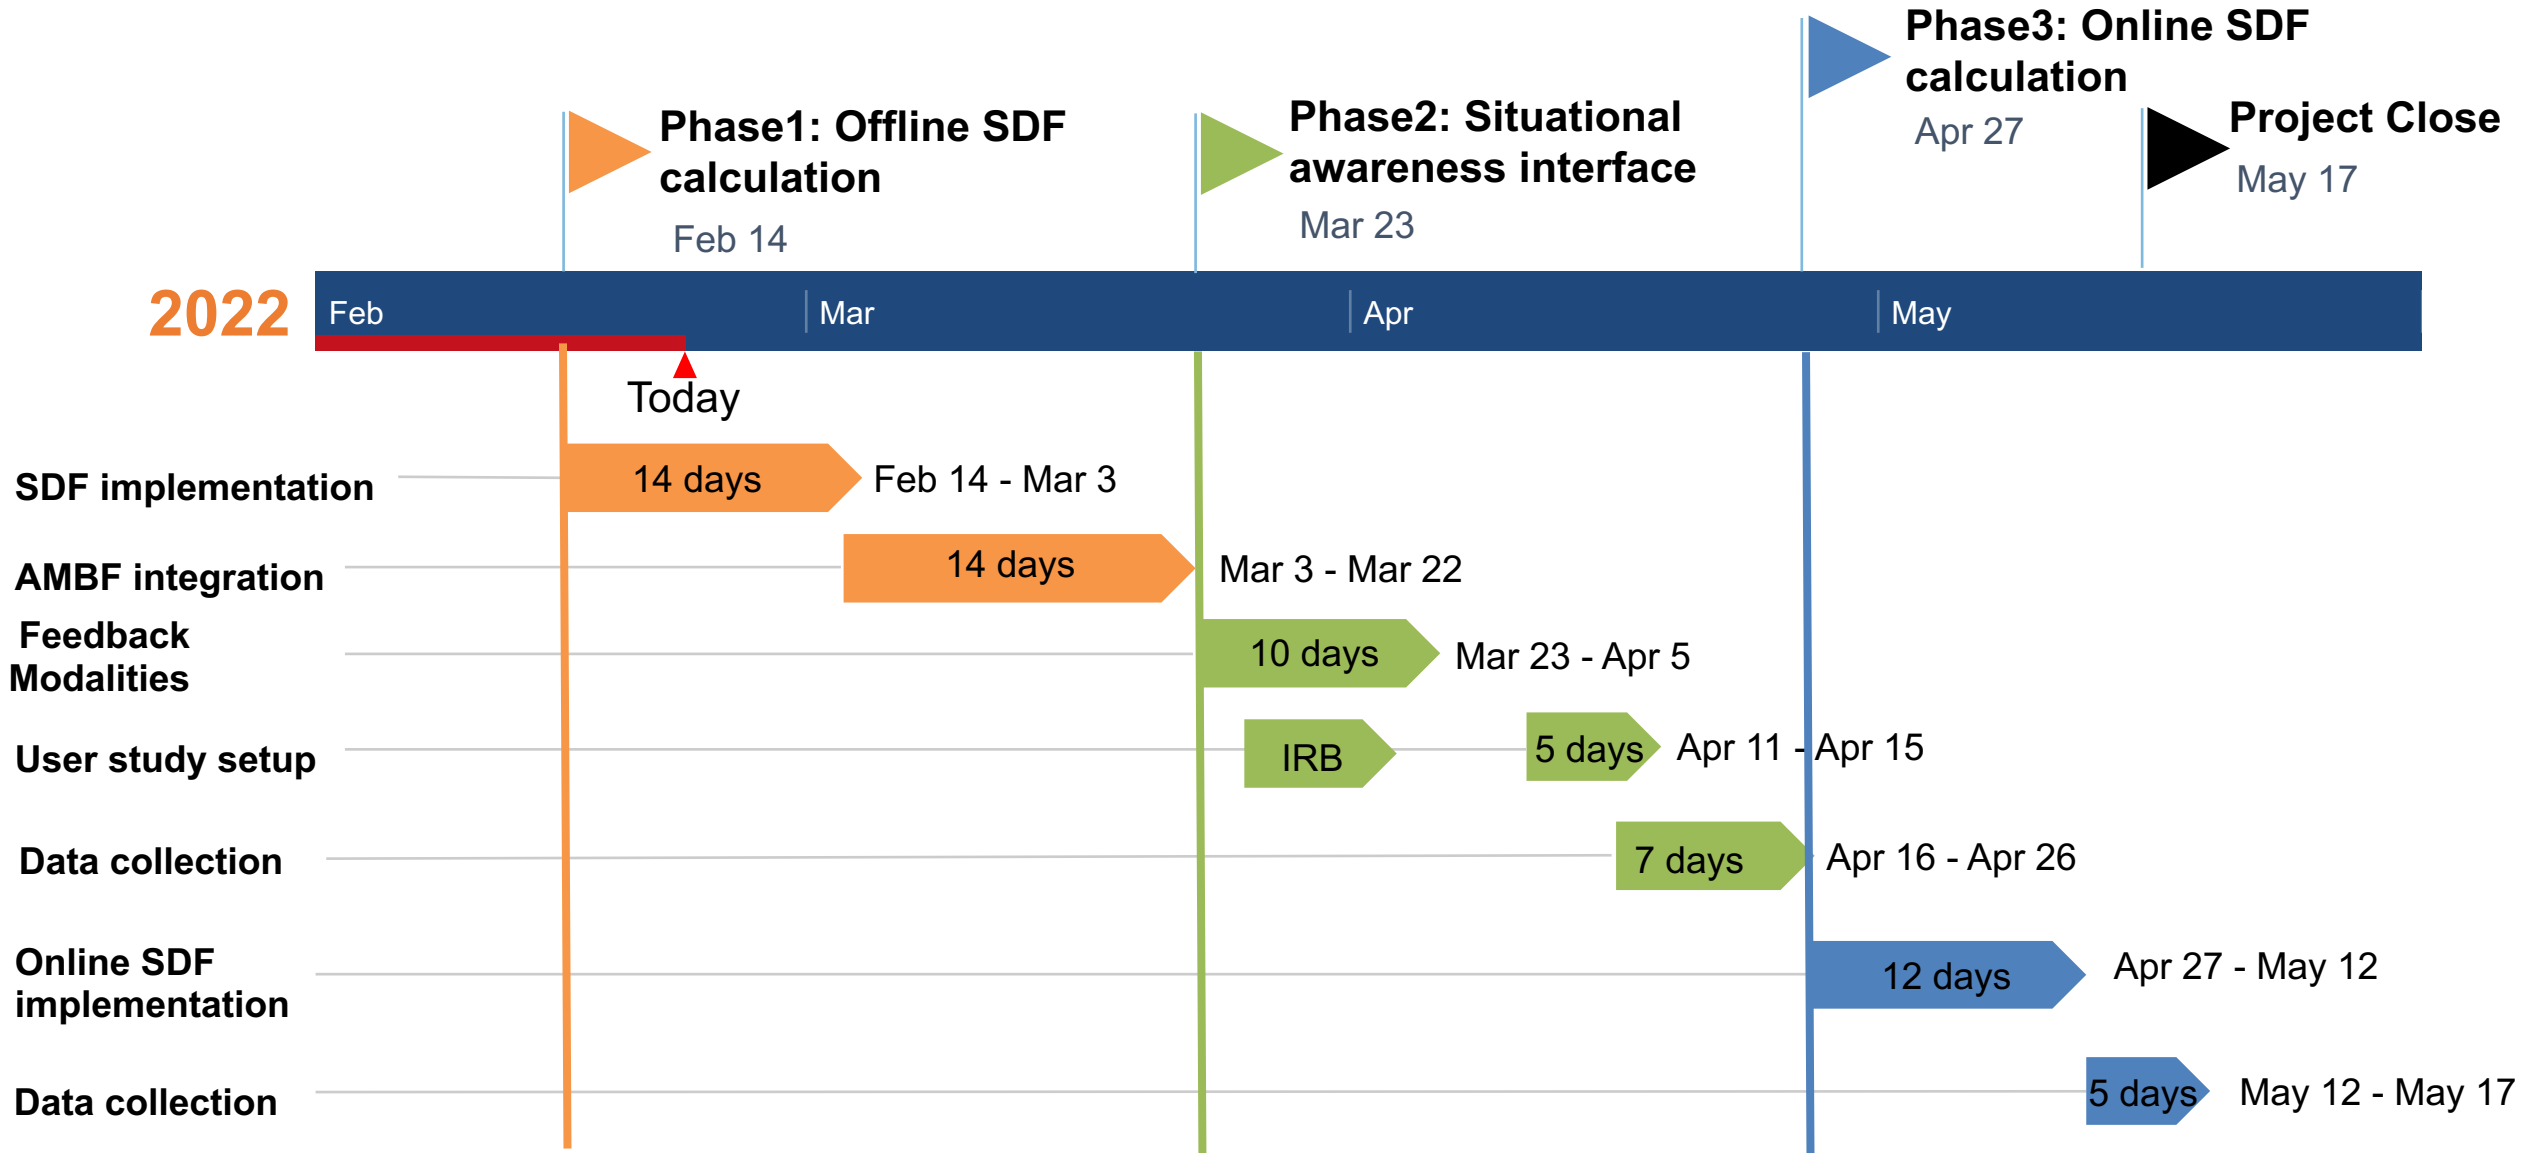 Phase3: Online SDF
calculation
Apr 27
Project Close
May 17
Phase1: Offline SDF
calculation
Feb 14
Phase2: Situational
awareness interface
Mar 23
2022
Feb
Mar
Apr
May
Today
SDF implementation
14 days
Feb 14 - Mar 3
AMBF integration
14 days
Mar 3 - Mar 22
Feedback
Modalities
10 days
Mar 23 - Apr 5
User study setup
IRB
5 days
Apr 11 - Apr 15
Data collection
7 days
Apr 16 - Apr 26
Online SDF
implementation
12 days
Apr 27 - May 12
Data collection
5 days
May 12 - May 17